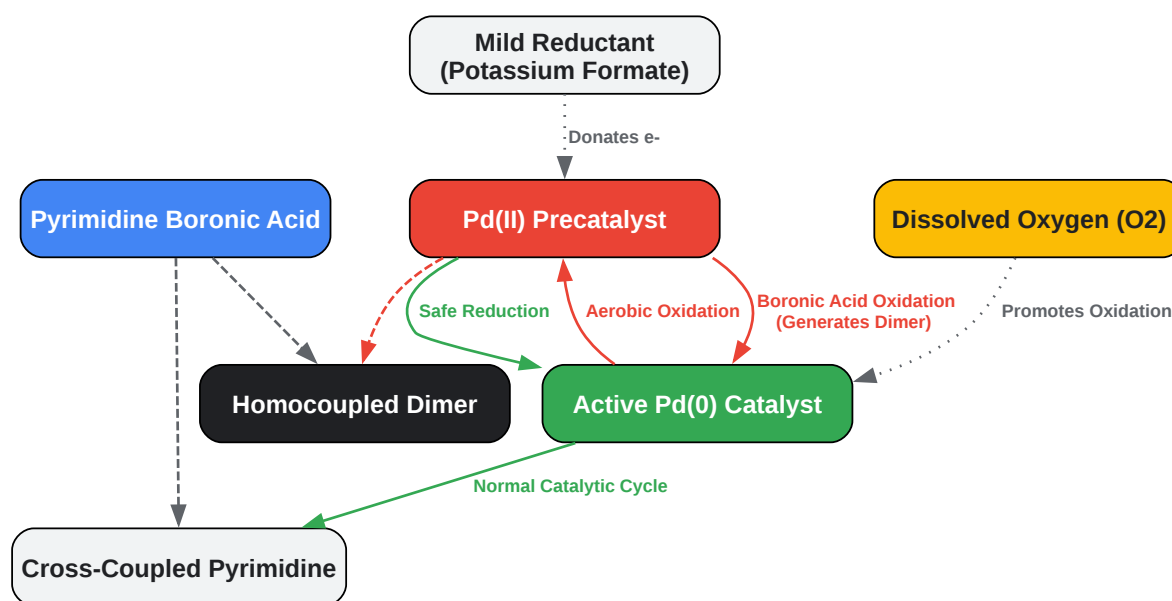 Mild Reductant
(Potassium Formate)
Donates e-
Pyrimidine Boronic Acid
Pd(II) Precatalyst
Dissolved Oxygen (O2)
Safe Reduction
Aerobic Oxidation
Boronic Acid Oxidation
(Generates Dimer)
Promotes Oxidation
Homocoupled Dimer
Active Pd(0) Catalyst
Normal Catalytic Cycle
Cross-Coupled Pyrimidine